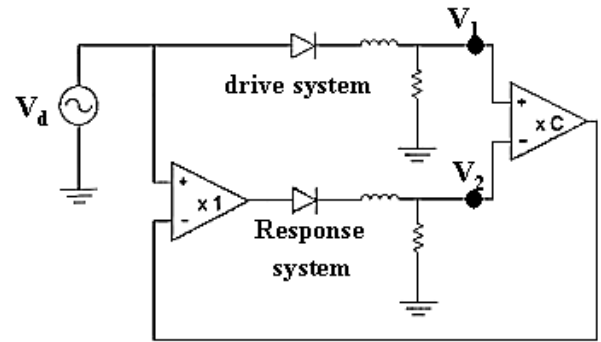 V1
drive system
Vd
+
x C
-
V2
+
x 1
-
Response
system